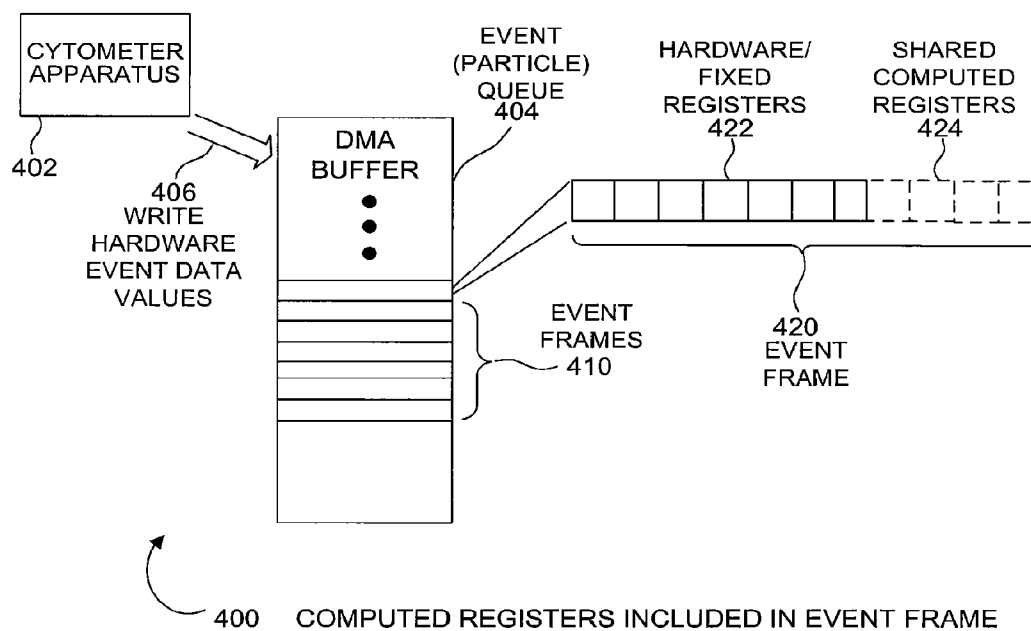 CYTOMETER
APPARATUS
402
406
WRITE
HARDWARE
EVENT DATA
VALUES
DMA
BUFFER
EVENT
(PARTICLE)
QUEUE
404
HARDWARE/
FIXED
REGISTERS
422
SHARED
COMPUTED
REGISTERS
424
EVENT
FRAMES
410
420
EVENT
FRAME
400 COMPUTED REGISTERS INCLUDED IN EVENT FRAME